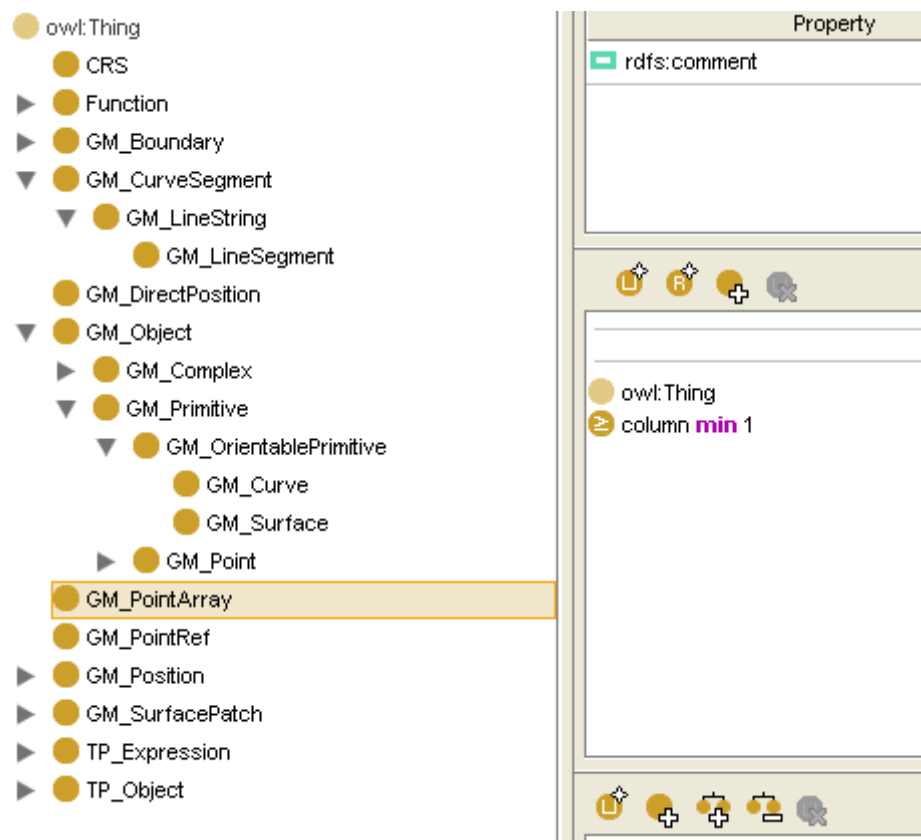 owl:Thing
CRS
Function
GM_Boundary
GM_CurveSegment
GM_LineString
GM_LineSegment
GM_DirectPosition
GM_Object
GM_Complex
GM_Primitive
GM_OrientablePrimitive
GM_Curve
GM_Surface
GM_Point
GM_PointArray
GM_PointRef
GM_Position
GM_SurfacePatch
TP_Expression
TP_Object
Property
rdfs:comment
owl:Thing
column min 1